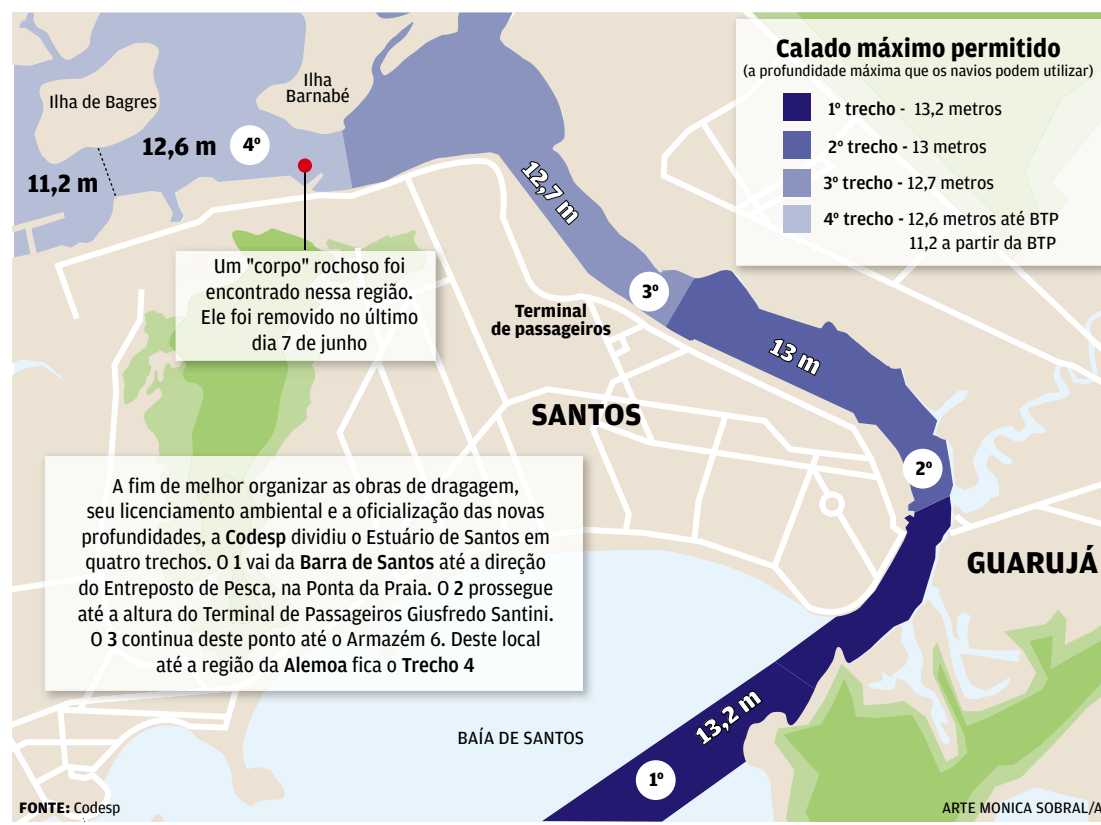 Calado máximo permitido
(a profundidade máxima que os navios podem utilizar)
1º trecho - 13,2 metros
2º trecho - 13 metros
3º trecho - 12,7 metros
4º trecho - 12,6 metros até BTP
11,2 a partir da BTP
Ilha de Bagres
Ilha
Barnabé
12,6 m
4º
11,2 m
12,7 m
Um "corpo" rochoso foi
encontrado nessa região.
Ele foi removido no último
dia 7 de junho
3º
Terminal
de passageiros
13 m
SANTOS
2º
A fim de melhor organizar as obras de dragagem,
seu licenciamento ambiental e a oficialização das novas
profundidades, a Codesp dividiu o Estuário de Santos em
quatro trechos. O 1 vai da Barra de Santos até a direção
do Entreposto de Pesca, na Ponta da Praia. O 2 prossegue
até a altura do Terminal de Passageiros Giusfredo Santini.
O 3 continua deste ponto até o Armazém 6. Deste local
até a região da Alemoa fica o Trecho 4
GUARUJÁ
13,2 m
BAÍA DE SANTOS
1º
FONTE: Codesp
ARTE MONICA SOBRAL/A